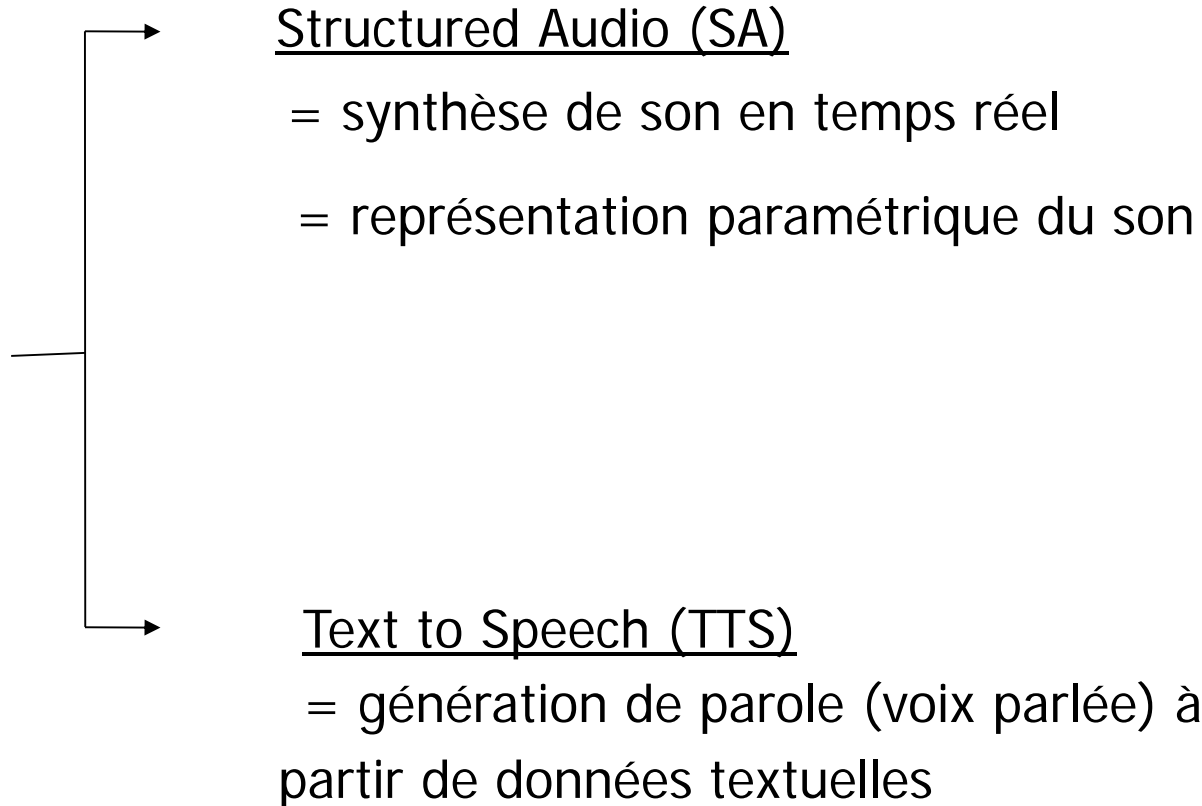 Structured Audio (SA)
= synthèse de son en temps réel
= représentation paramétrique du son
Text to Speech (TTS)
= génération de parole (voix parlée) à
partir de données textuelles